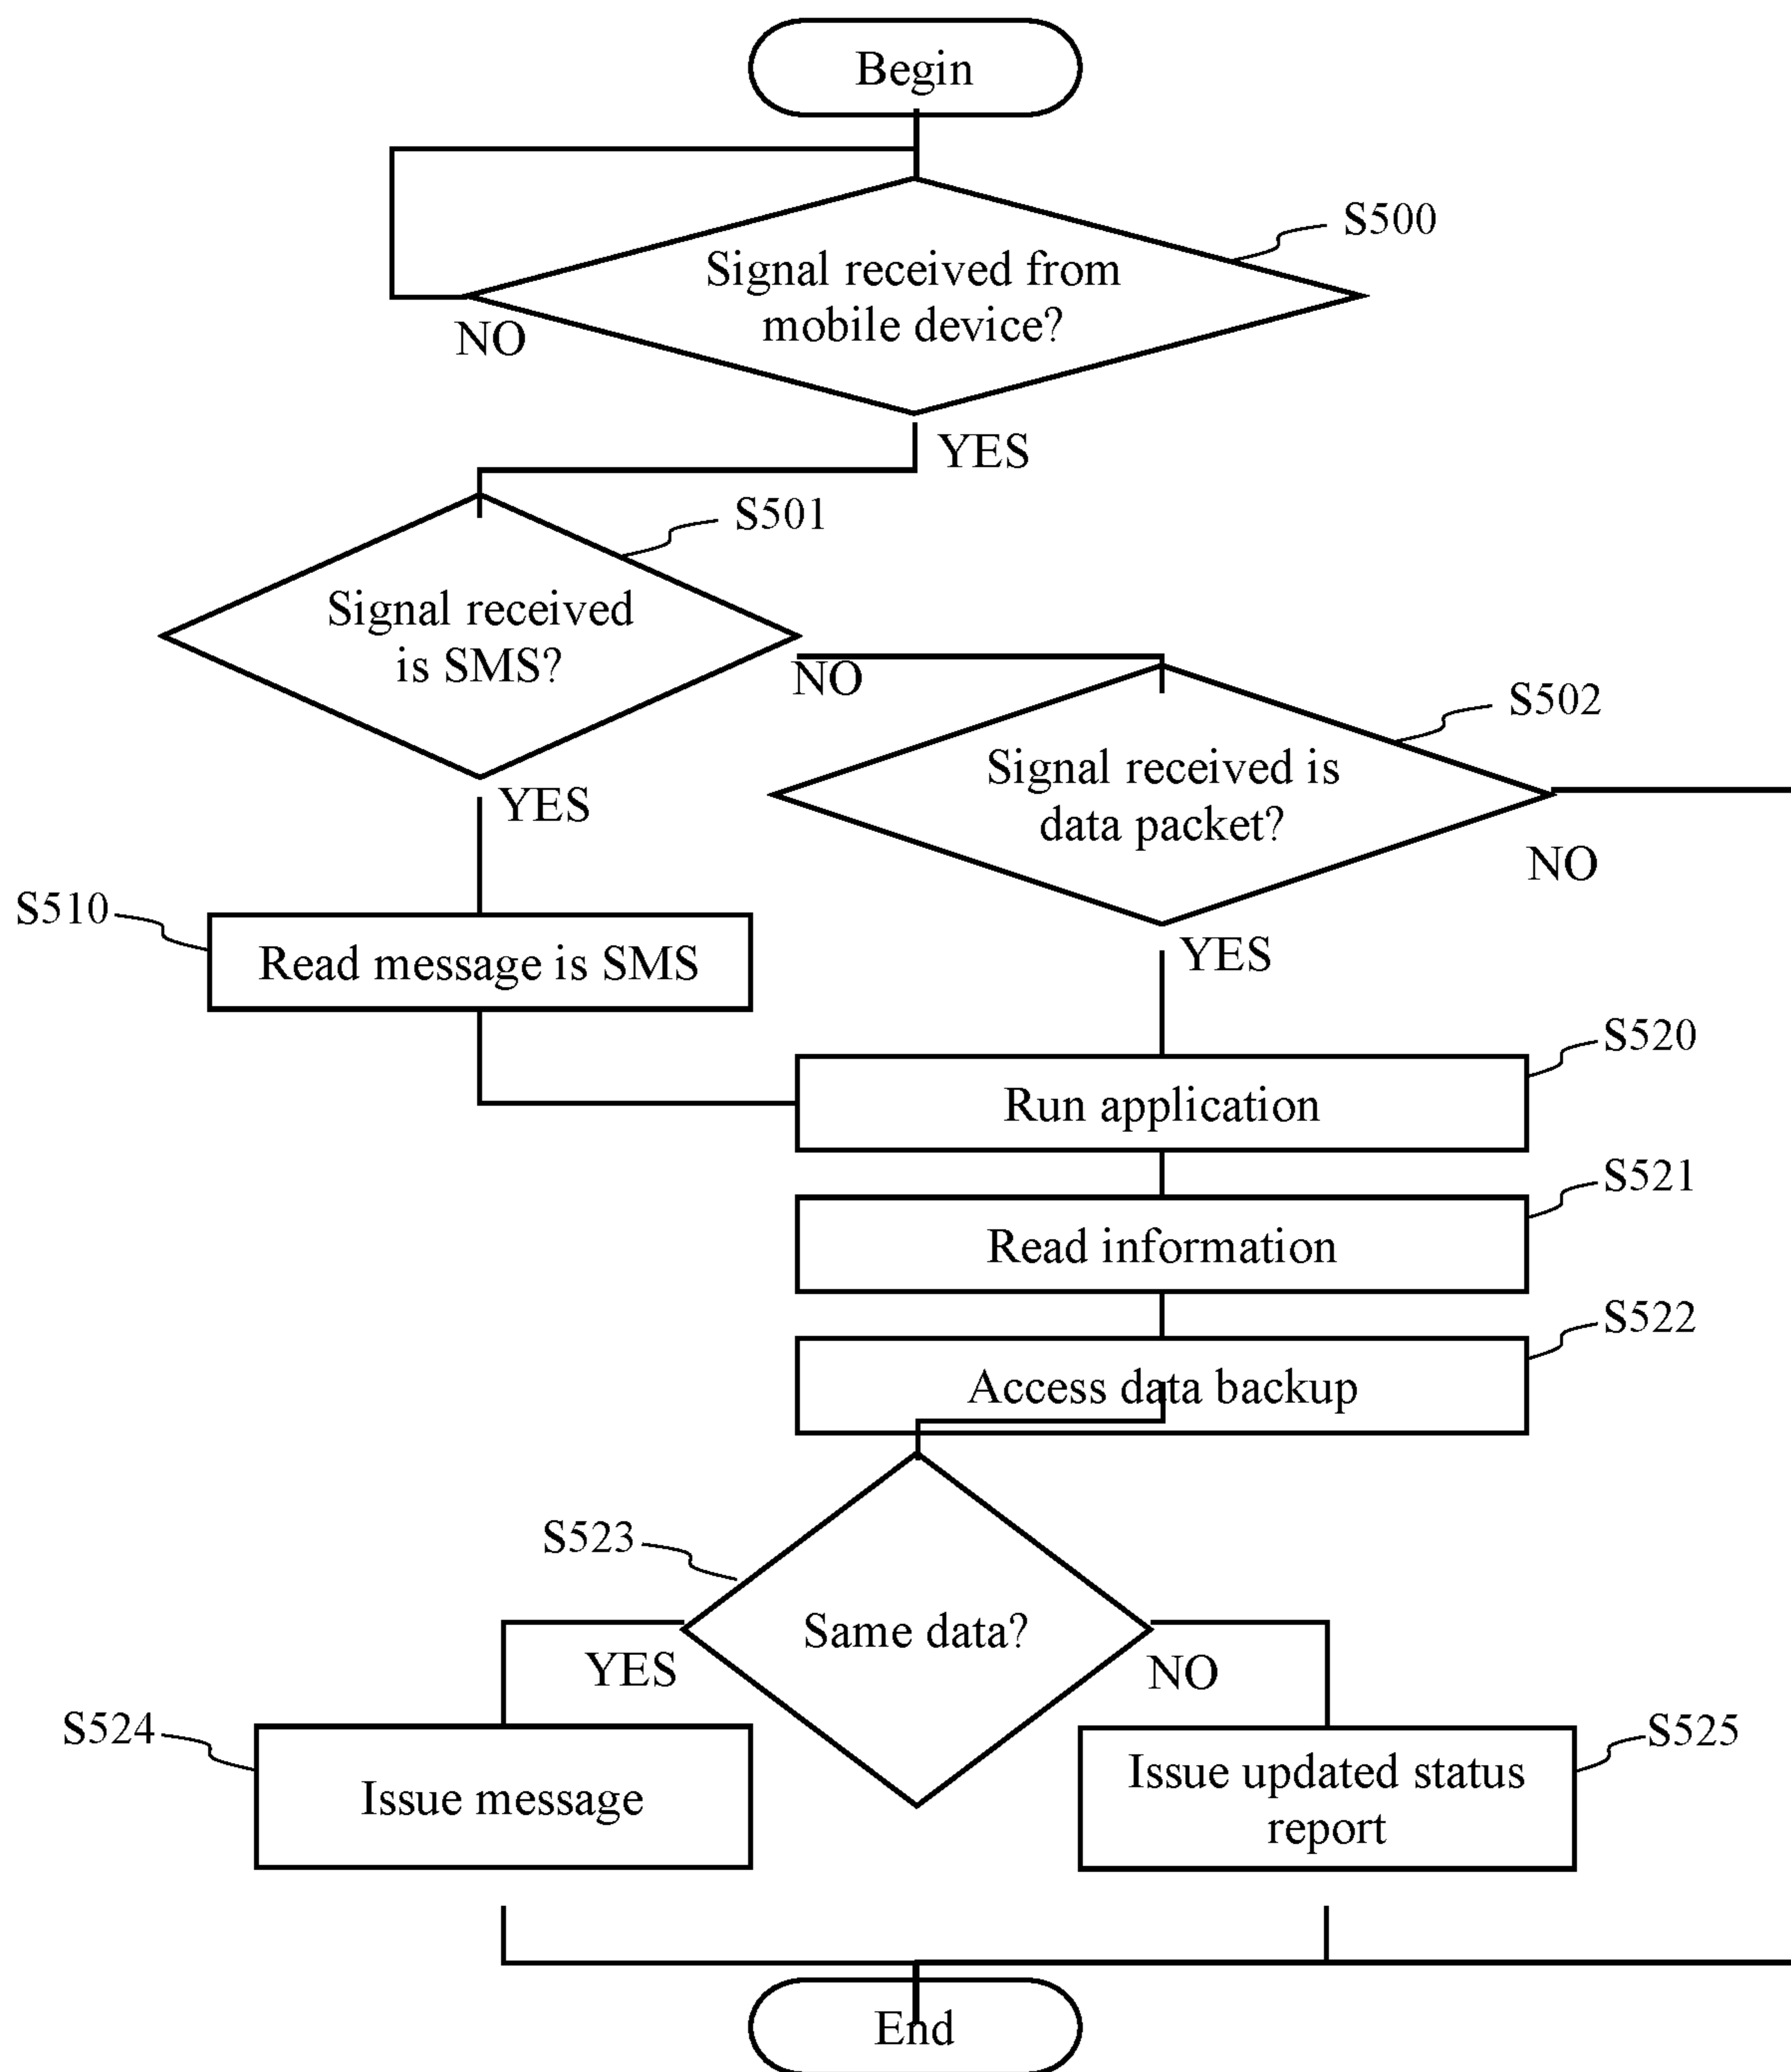 Begin
S500
Signal received from
mobile device?
NO
YES
S501
Signal received
is SMS?
NO
S502
Signal received is
data packet?
YES
NO
S510
Read message is SMS
YES
S520
Run application
S521
Read information
S522
Access data backup
S523
Same data?
YES
NO
S524
Issue message
S525
Issue updated status
report
End